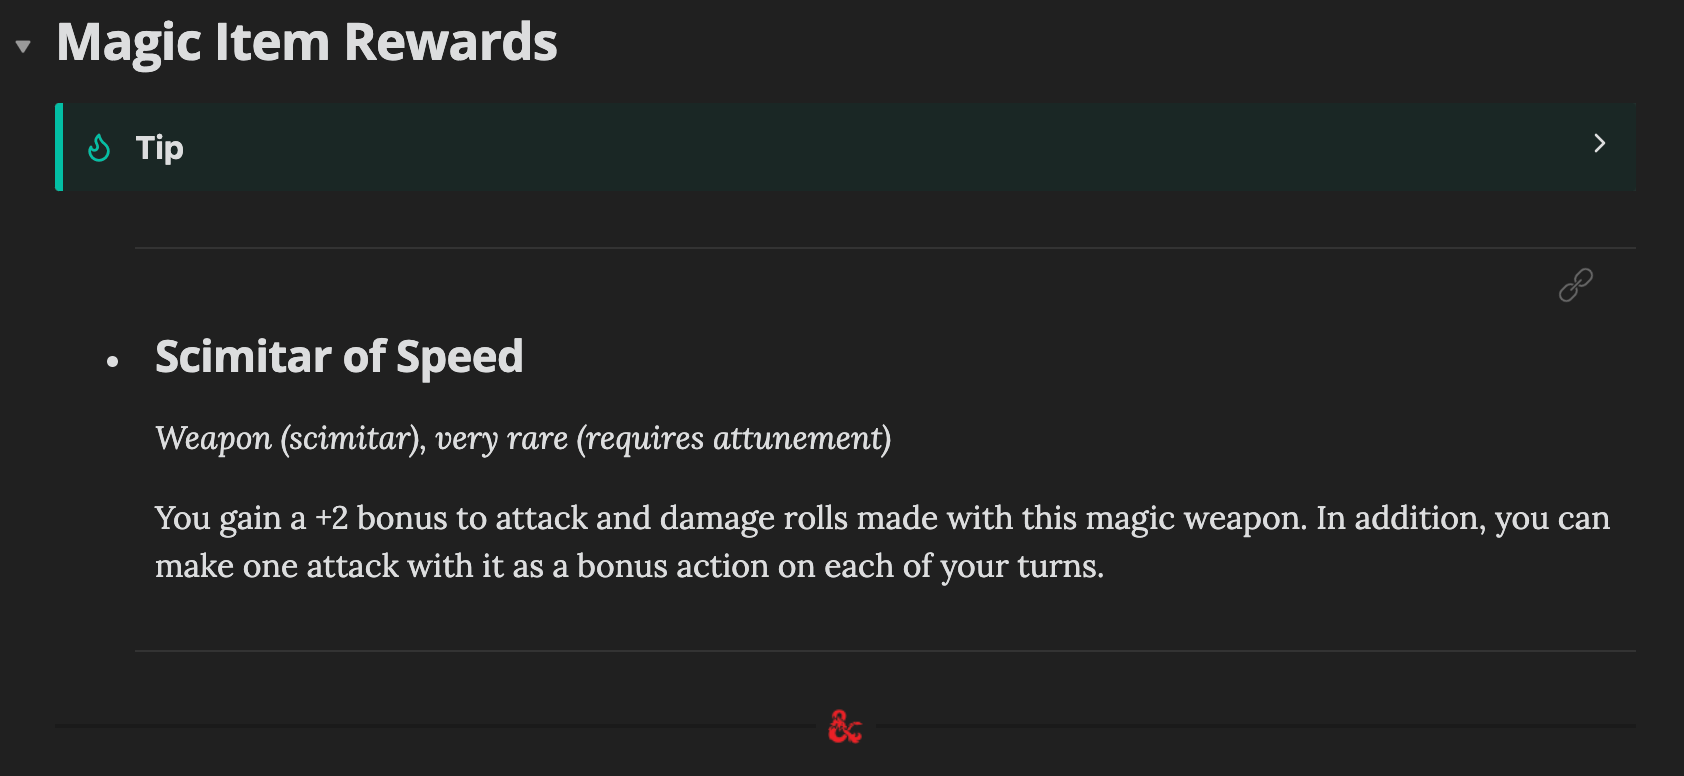 Magic Item Rewards
Tip
Scimitar of Speed
Weapon (scimitar), very rare (requires attunement)
You gain a +2 bonus to attack and damage rolls made with this magic weapon. In addition, you can
make one attack with it as a bonus action on each of your turns.
&